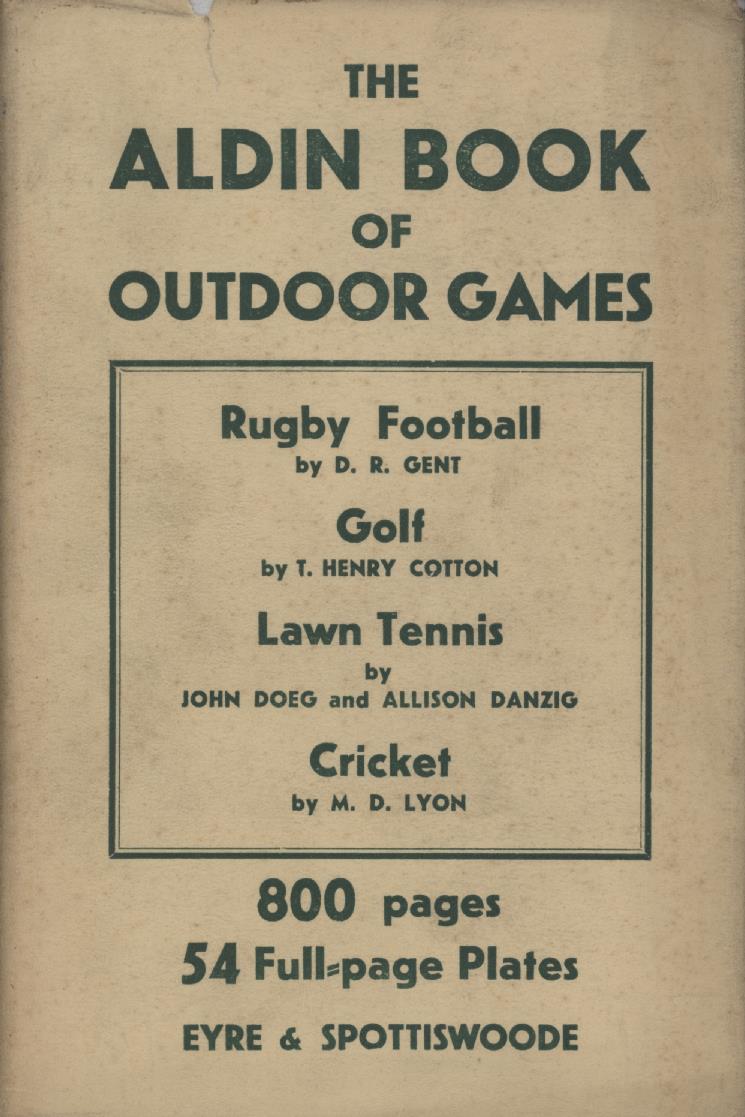 THE
ALDIN BOOK
OF
OUTDOOR GAMES
Rugby Football
by D. R. GENT
Golf
by T. HENRY COTTON
Lawn Tennis
by
JOHN DOEG and ALLISON DANZIG
Cricket
by M. D. LYON
800 pages
54 Full=page Plates
EYRE & SPOTTISWOODE